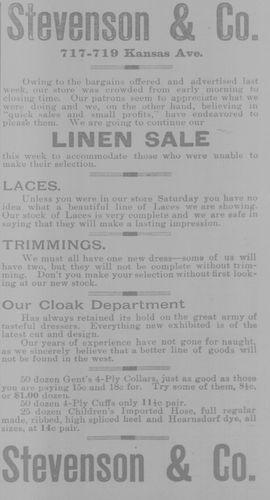 Stevenson & Co.
717-719 Kansas Ave.
Owing to the bargains offered and advertised last
week, our store was crowded from early morning to
closing time. Our patrons seem to appreciate what we
were doing and we, on the other hand, believing in
"quick sales and small profits," have endeavored to
please them. We are going to continue our
LINEN SALE
this week to accommodate those who were unable to
make their selection.
LACES.
Unless you were in our store Saturday you have no
idea what a beautiful line of Laces we are showing.
Our stock of Laces is very complete and we are safe in
saying that they will make a lasting impression.
TRIMMINGS.
We must all have one new dress—some of us will
have two, but they will not be complete without trim-
ming. Don't you make your selection without first look-
ing at our new stock.
Our Cloak Department
Has always retained its hold on the great army of
tasteful dressers. Everything new exhibited is of the
latest cut and design.
Our years of experience have not gone for naught,
as we sincerely believe that a better line of goods will
not be found in the west.
50 dozen Gent's 4-Ply Collars, just as good as those
you are paying 15c and 18c for. Try some of them,
or $1.00 dozen.
50 dozen 4-Ply Cuffs only 11½c pair.
25 dozen Children's Imported Hose, full regular
made, ribbed, high spliced heel and Hearnsdorf dye, all
sizes, at 14c pair.
Stevenson & Co.